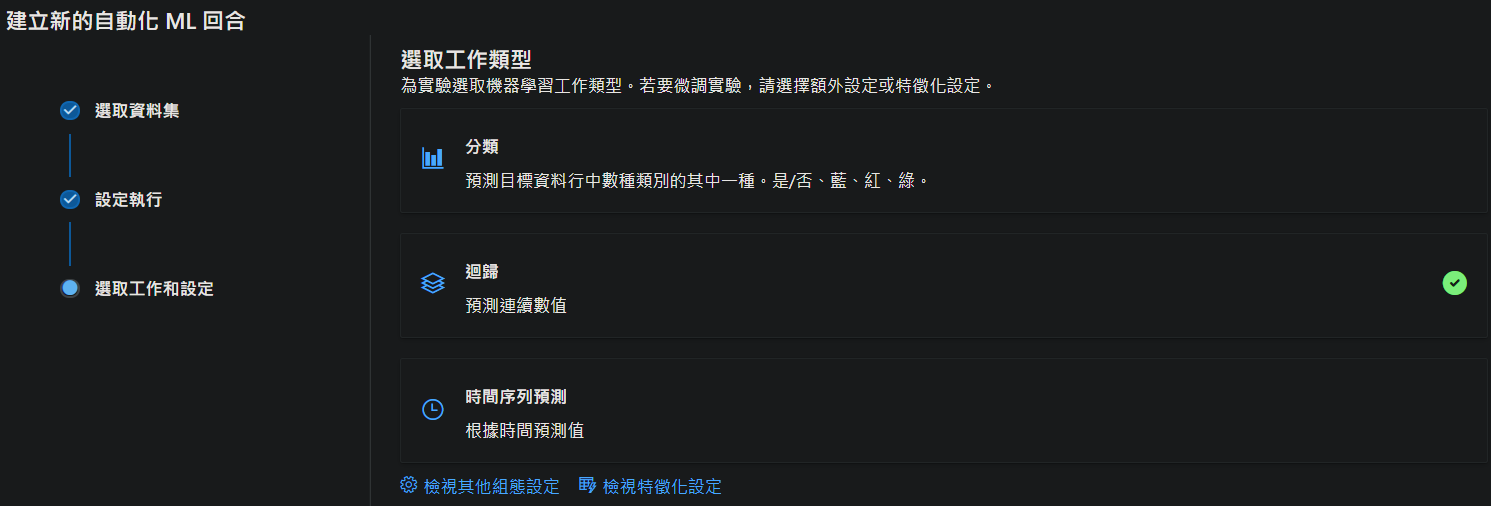 建立新的自動化 ML 回合
選取資料集
設定執行
選取工作和設定
選取工作類型
為實驗選取機器學習工作類型。若要微調實驗，請選擇額外設定或特徵化設定。
分類
預測目標資料行中數種類別的其中一種。是/否、藍、紅、綠。
迴歸
預測連續數值
時間序列預測
根據時間預測值
檢視其他組態設定 檢視特徵化設定